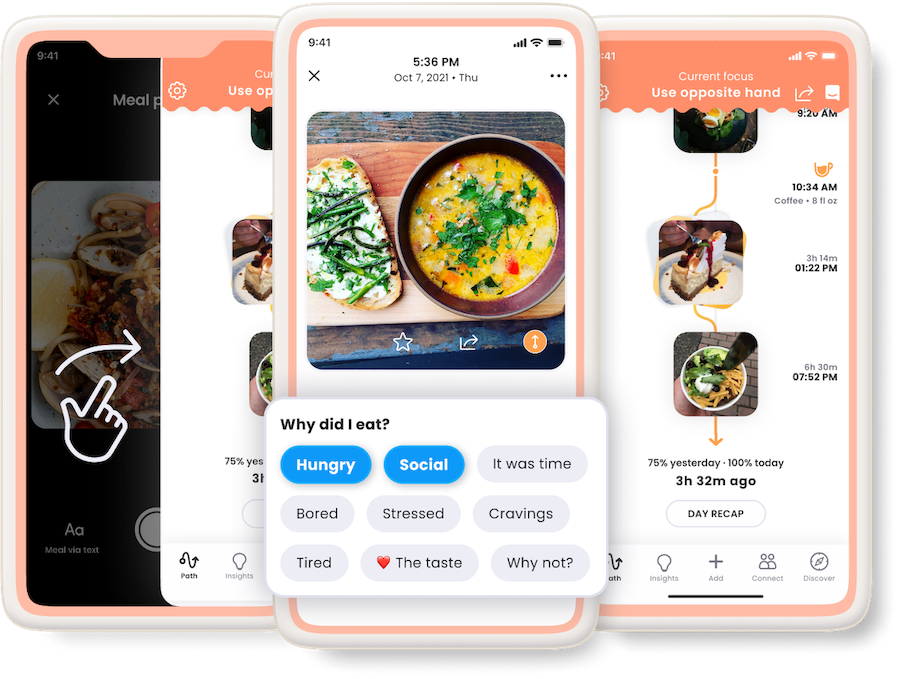 9:41
Meal p
Aa
Meal via text
Cur
Use op
75% yes
3h
Path
Insights
9:41
5:36 PM
Oct 7, 2021 • Thu
Why did I eat?
Hungry
Social
It was time
Bored
Stressed
Cravings
Tired
❤️ The taste
Why not?
:41
Current focus
Use opposite hand
9:20 AM
10:34 AM
Coffee • 8 fl oz
3h 14m
01:22 PM
6h 30m
07:52 PM
75% yesterday · 100% today
3h 32m ago
DAY RECAP
ath
Insights
Add
Connect
Discover